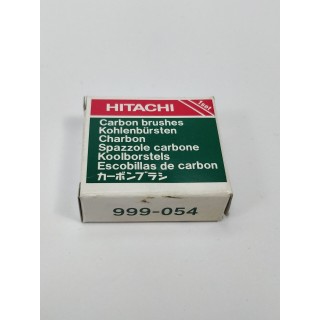 HITACHI
1set
Carbon brushes
Kohlenbürsten
Charbon
Spazzole carbone
Koolborstels
Escobillas de carbon
カーボンブラシ
999-054